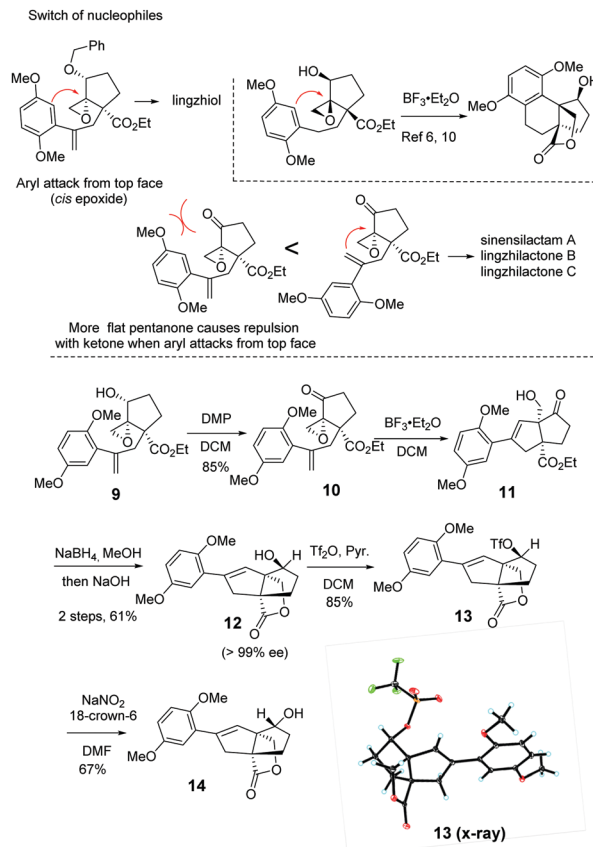 Switch of nucleophiles
O
Ph
MeO
O
CO2Et
OMe
lingzhiol
Aryl attack from top face
(cis epoxide)
HO
MeO
O
CO2Et
OMe
BF3•Et2O
Ref 6, 10
OMe
OH
MeO
O
O
MeO
O
O
CO2Et
OMe
<
O
O
CO2Et
MeO
OMe
sinensilactam A
lingzhilactone B
lingzhilactone C
More flat pentanone causes repulsion
with ketone when aryl attacks from top face
HO
OMe
O
CO2Et
MeO
9
DMP
DCM
85%
O
OMe
O
CO2Et
MeO
10
BF3•Et2O
DCM
HO
O
OMe
CO2Et
MeO
11
NaBH4, MeOH
then NaOH
2 steps, 61%
OMe
HO
H
MeO
O
O
12
(> 99% ee)
Tf2O, Pyr.
DCM
85%
OMe
TfO
H
MeO
O
O
13
NaNO2
18-crown-6
DMF
67%
OMe
H
OH
MeO
O
O
14
13 (x-ray)